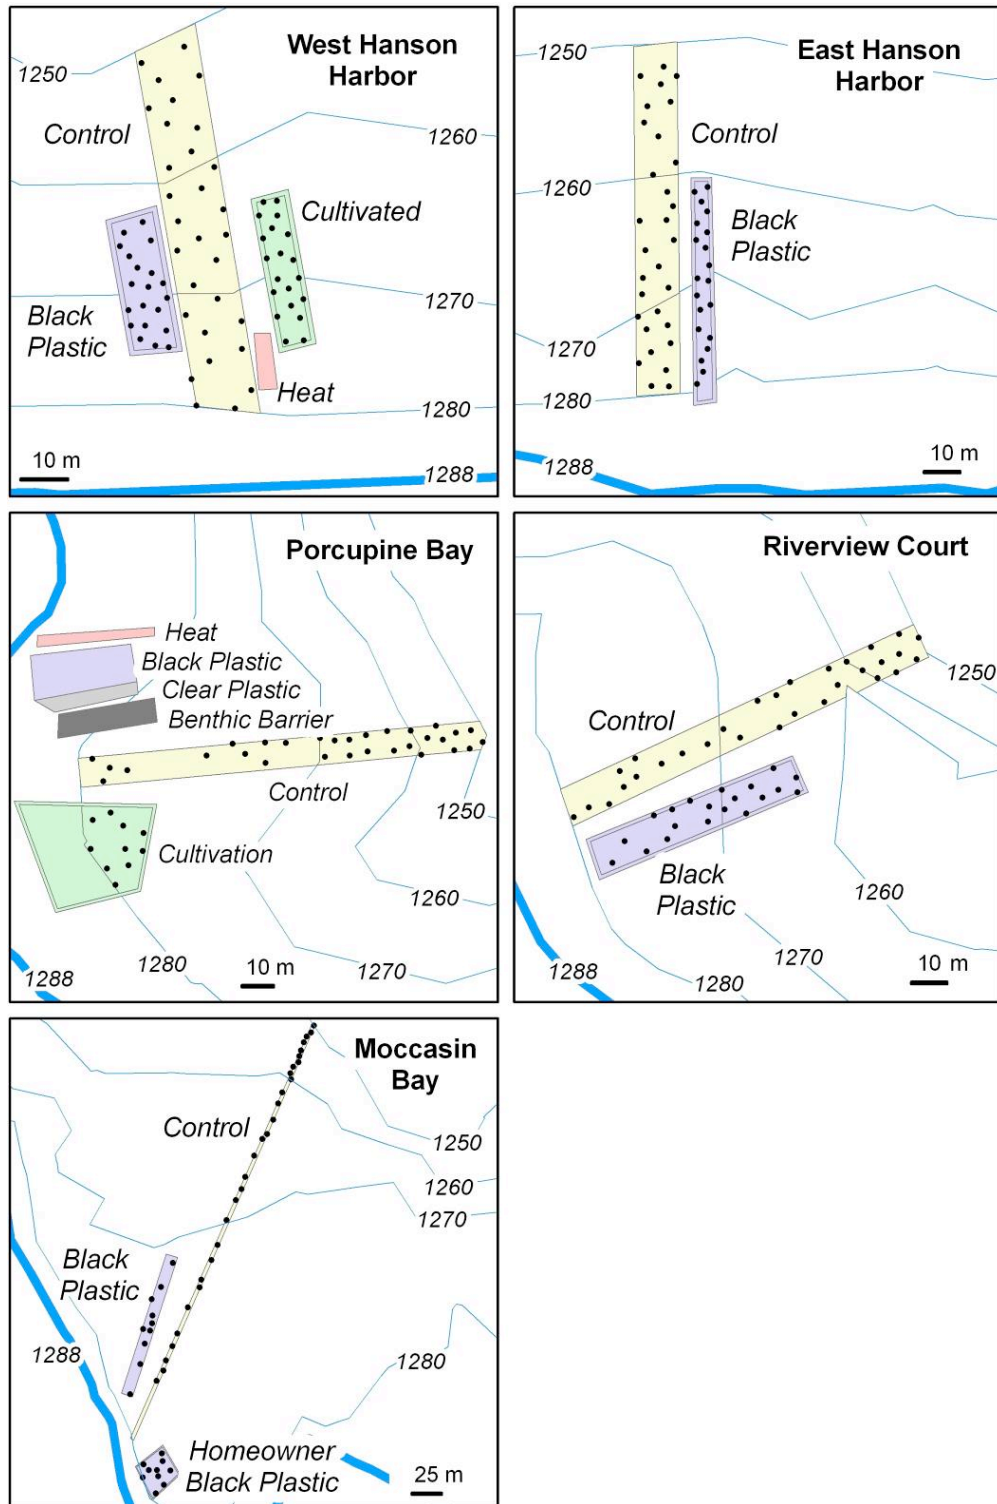 West Hanson
Harbor
1250
Control
1260
Cultivated
Black
Plastic
1270
Heat
1280
10 m
1288
East Hanson
Harbor
1250
Control
1260
Black
Plastic
1270
1280
1288
10 m
Porcupine Bay
Heat
Black Plastic
Clear Plastic
Benthic Barrier
Control
1250
Cultivation
1260
1288
1280
10 m
1270
Riverview Court
1250
Control
Black
Plastic
1260
1270
1288
1280
10 m
Moccasin
Bay
Control
1250
1260
1270
Black
Plastic
1288
1280
Homeowner
Black Plastic
25 m